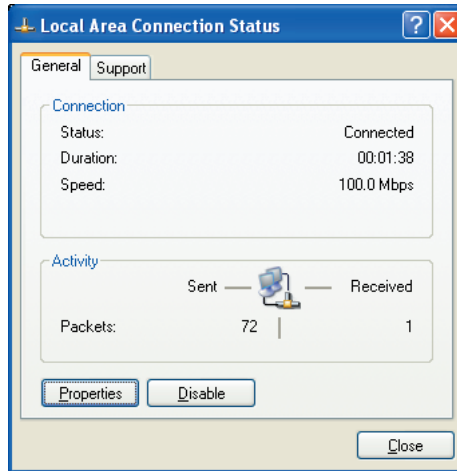 Local Area Connection Status
General Support
Connection
Status: Connected
Duration: 00:01:38
Speed: 100.0 Mbps
Activity
Sent Received
Packets: 72 1
Properties Disable
Close